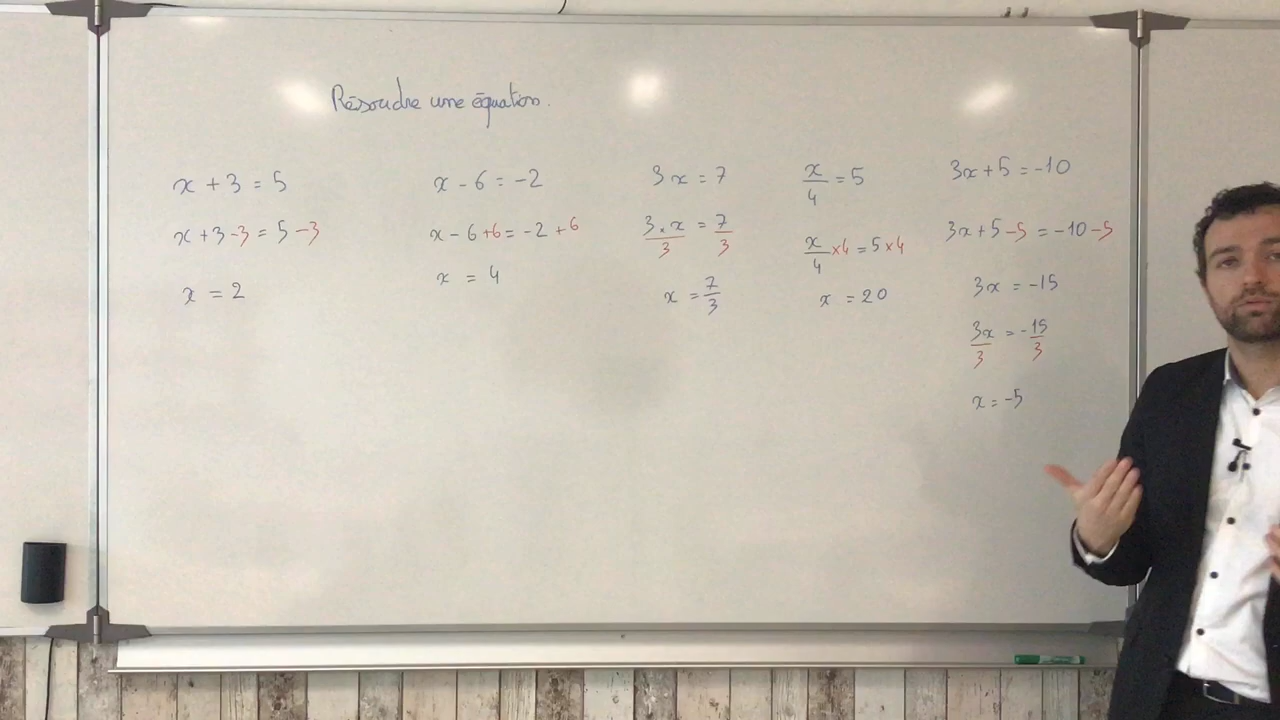 Résoudre une équation.
x + 3 = 5
x + 3 - 3 = 5 - 3
x = 2
x - 6 = -2
x - 6 + 6 = -2 + 6
x = 4
3x = 7
3×x/3 = 7/3
x = 7/3
x/4 = 5
x/4 ×4 = 5 ×4
x = 20
3x + 5 = -10
3x + 5 - 5 = -10 - 5
3x = -15
3x/3 = -15/3
x = -5